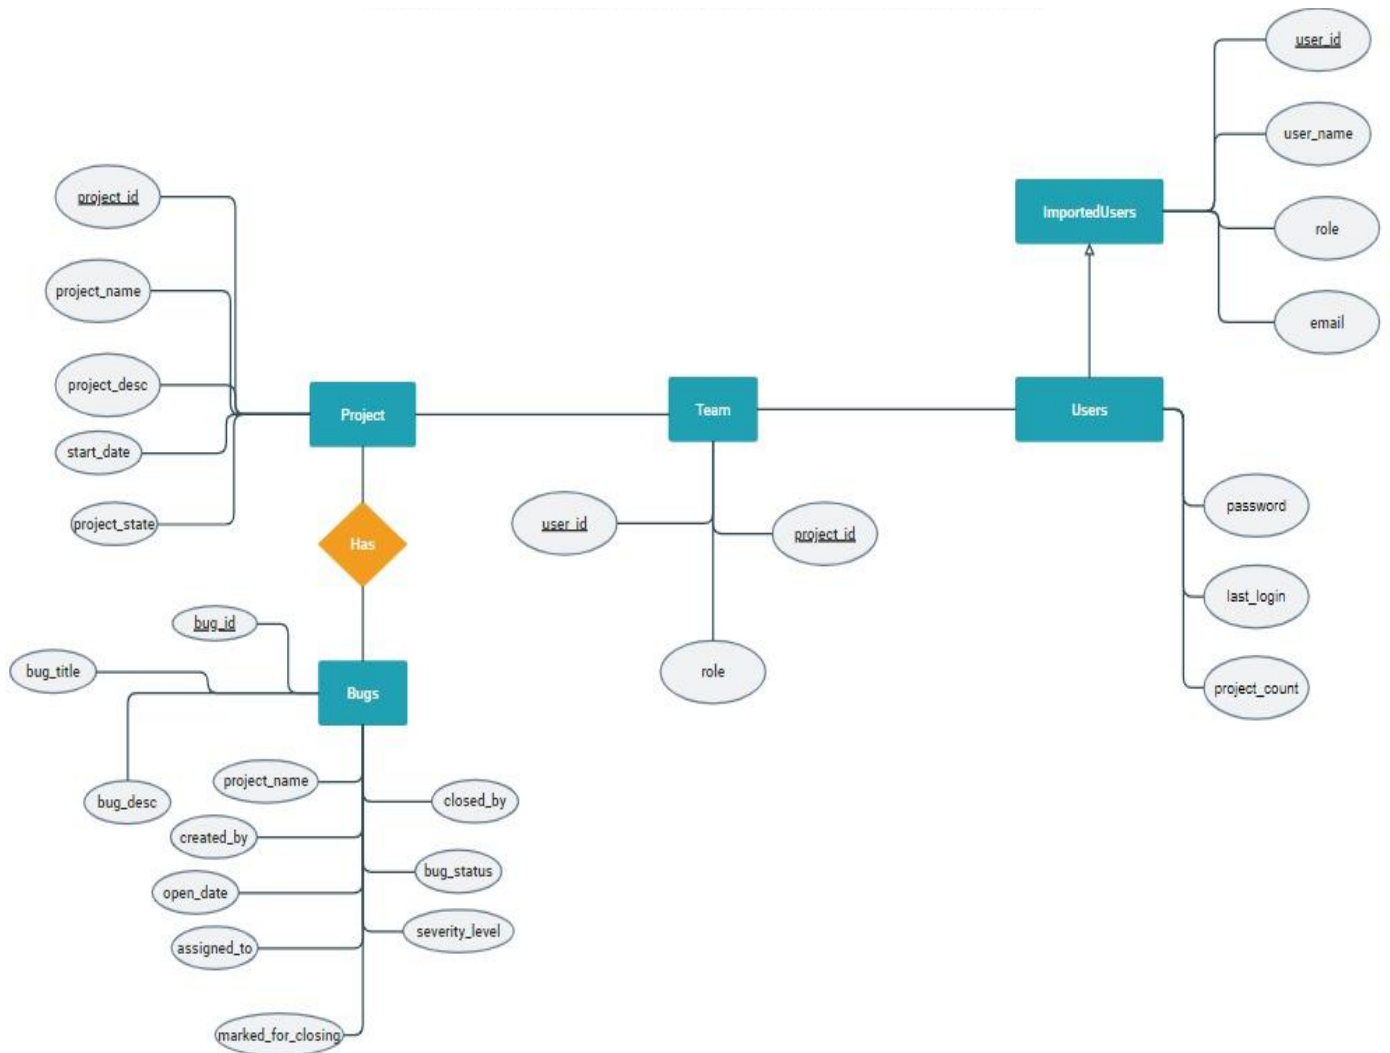 user_id
user_name
ImportedUsers
role
email
project_id
project_name
project_desc
start_date
project_state
Project
Team
Users
user_id
project_id
role
password
last_login
project_count
Has
bug_id
bug_title
bug_desc
Bugs
project_name
created_by
open_date
assigned_to
marked_for_closing
closed_by
bug_status
severity_level